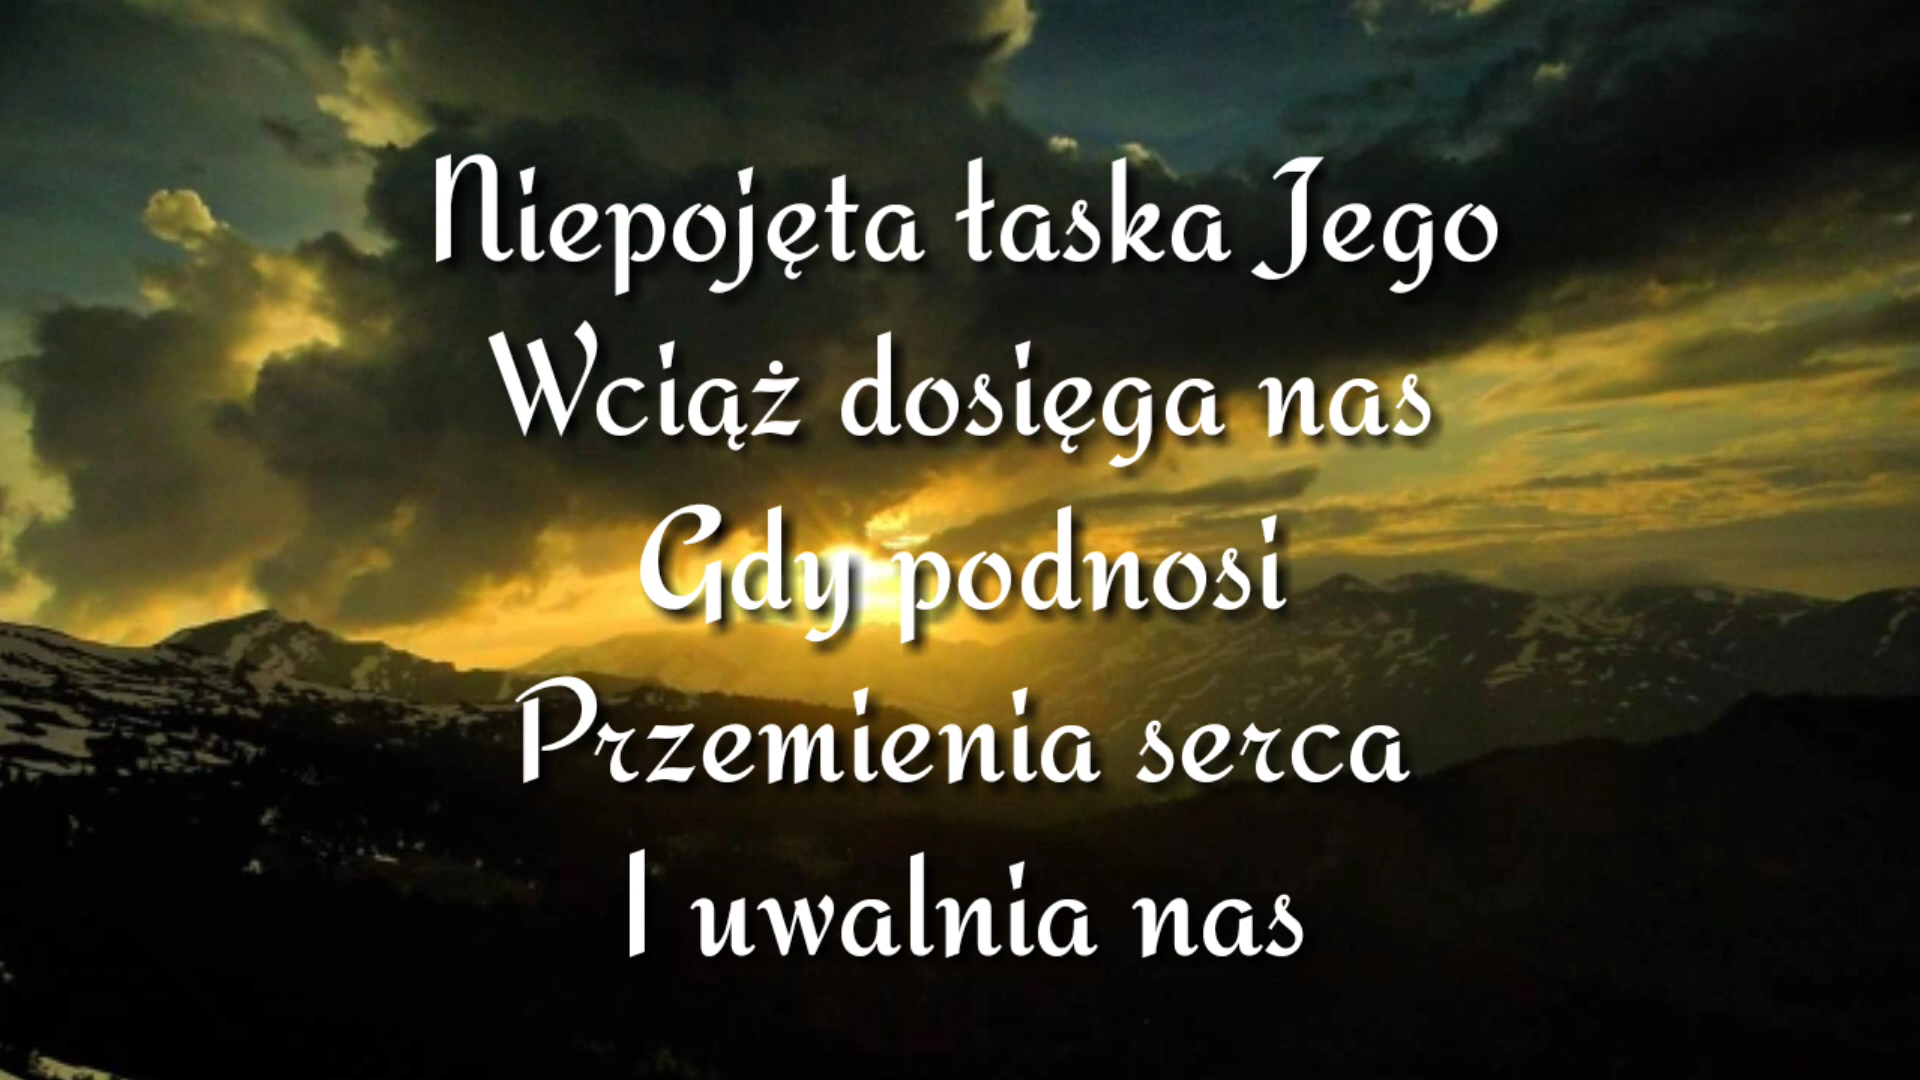 Niepojęta łaska Jego
Wciąż dosięga nas
Gdy podnosi
Przemienia serca
I uwalnia nas